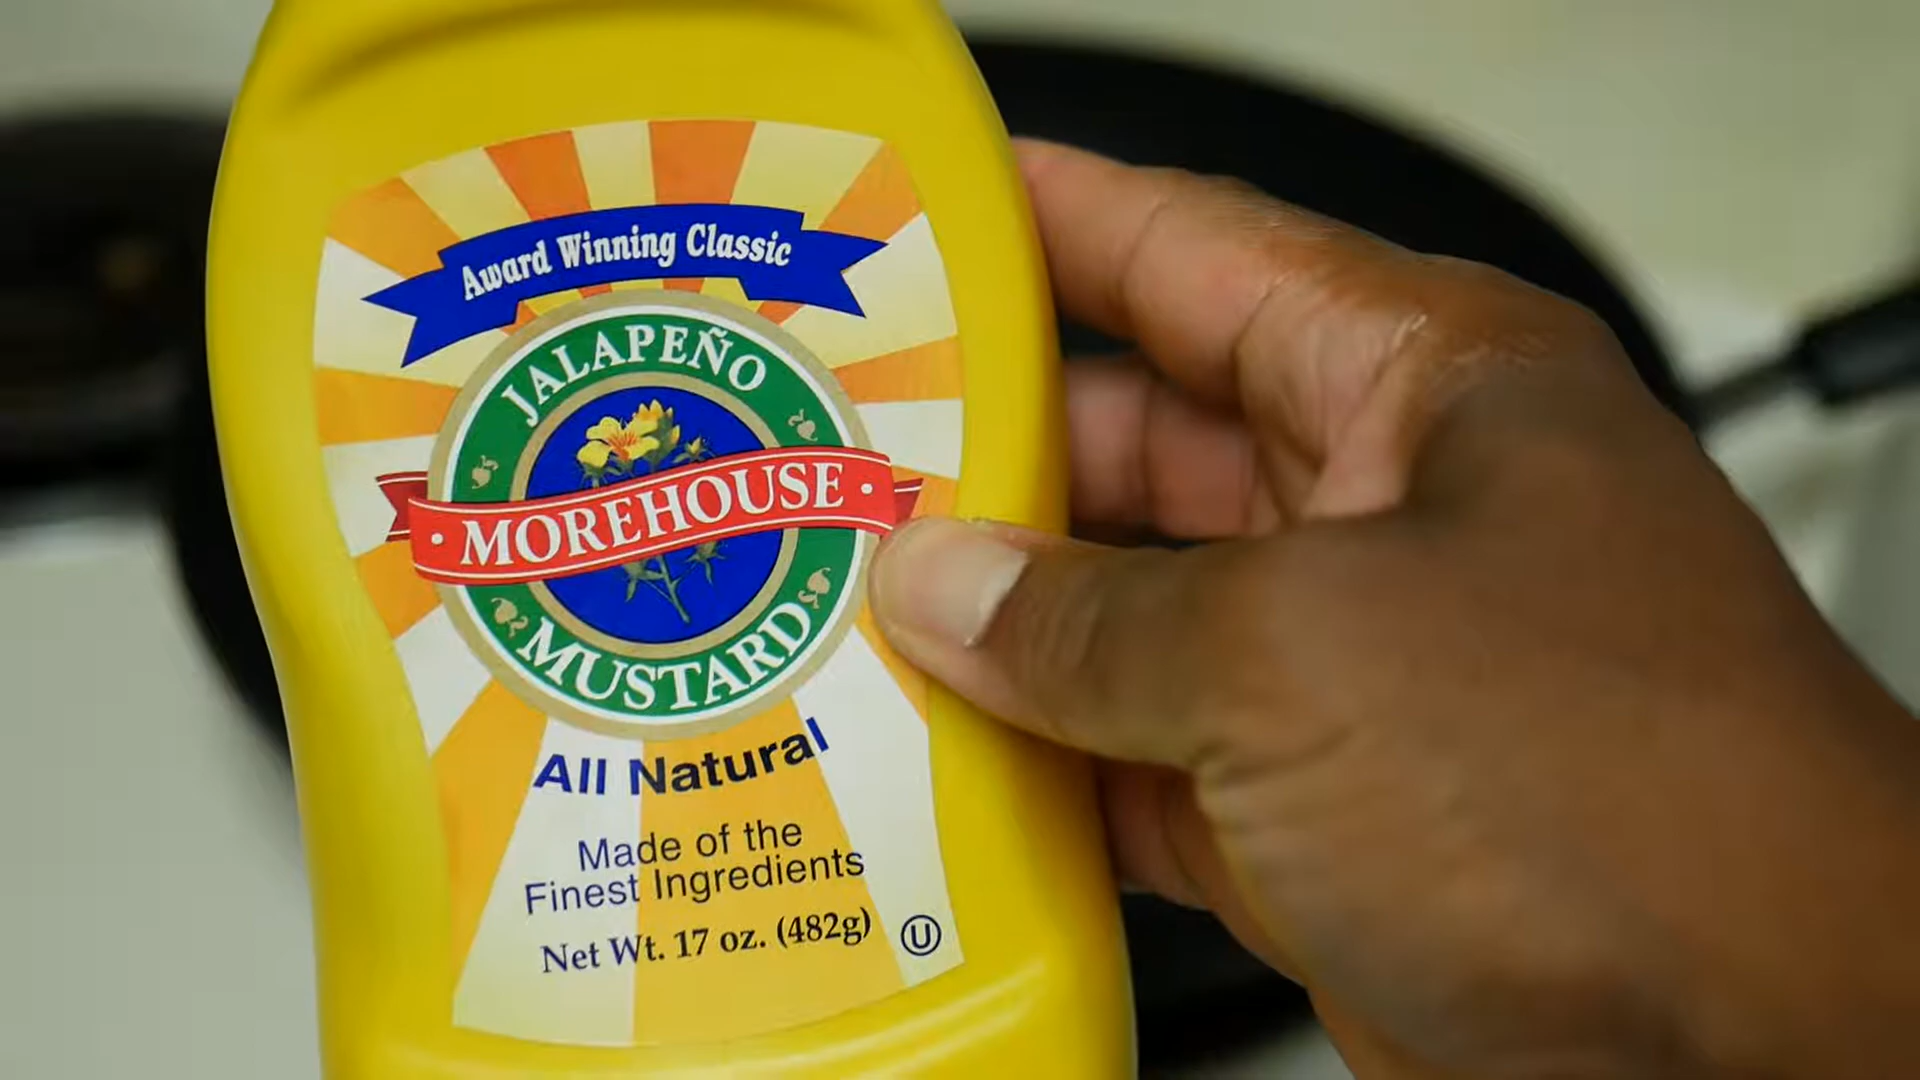 Award Winning Classic
JALAPEÑO
MOREHOUSE
MUSTARD
All Natural
Made of the
Finest Ingredients
Net Wt. 17 oz. (482g)
U